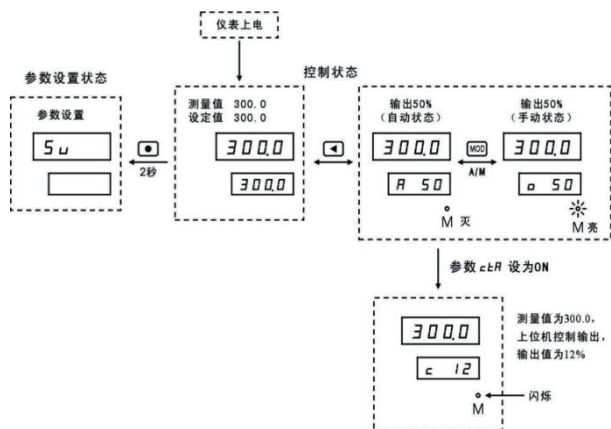 仪表上电
参数设置状态
控制状态
参数设置
Su
2秒
测量值 300.0
设定值 300.0
300.0
300.0
输出50%
（自动状态）
300.0
A 50
M 灭
MOD
A/M
输出50%
（手动状态）
300.0
o 50
M 亮
参数 ctA 设为ON
300.0
c 12
M
闪烁
测量值为300.0，
上位机控制输出，
输出值为12%